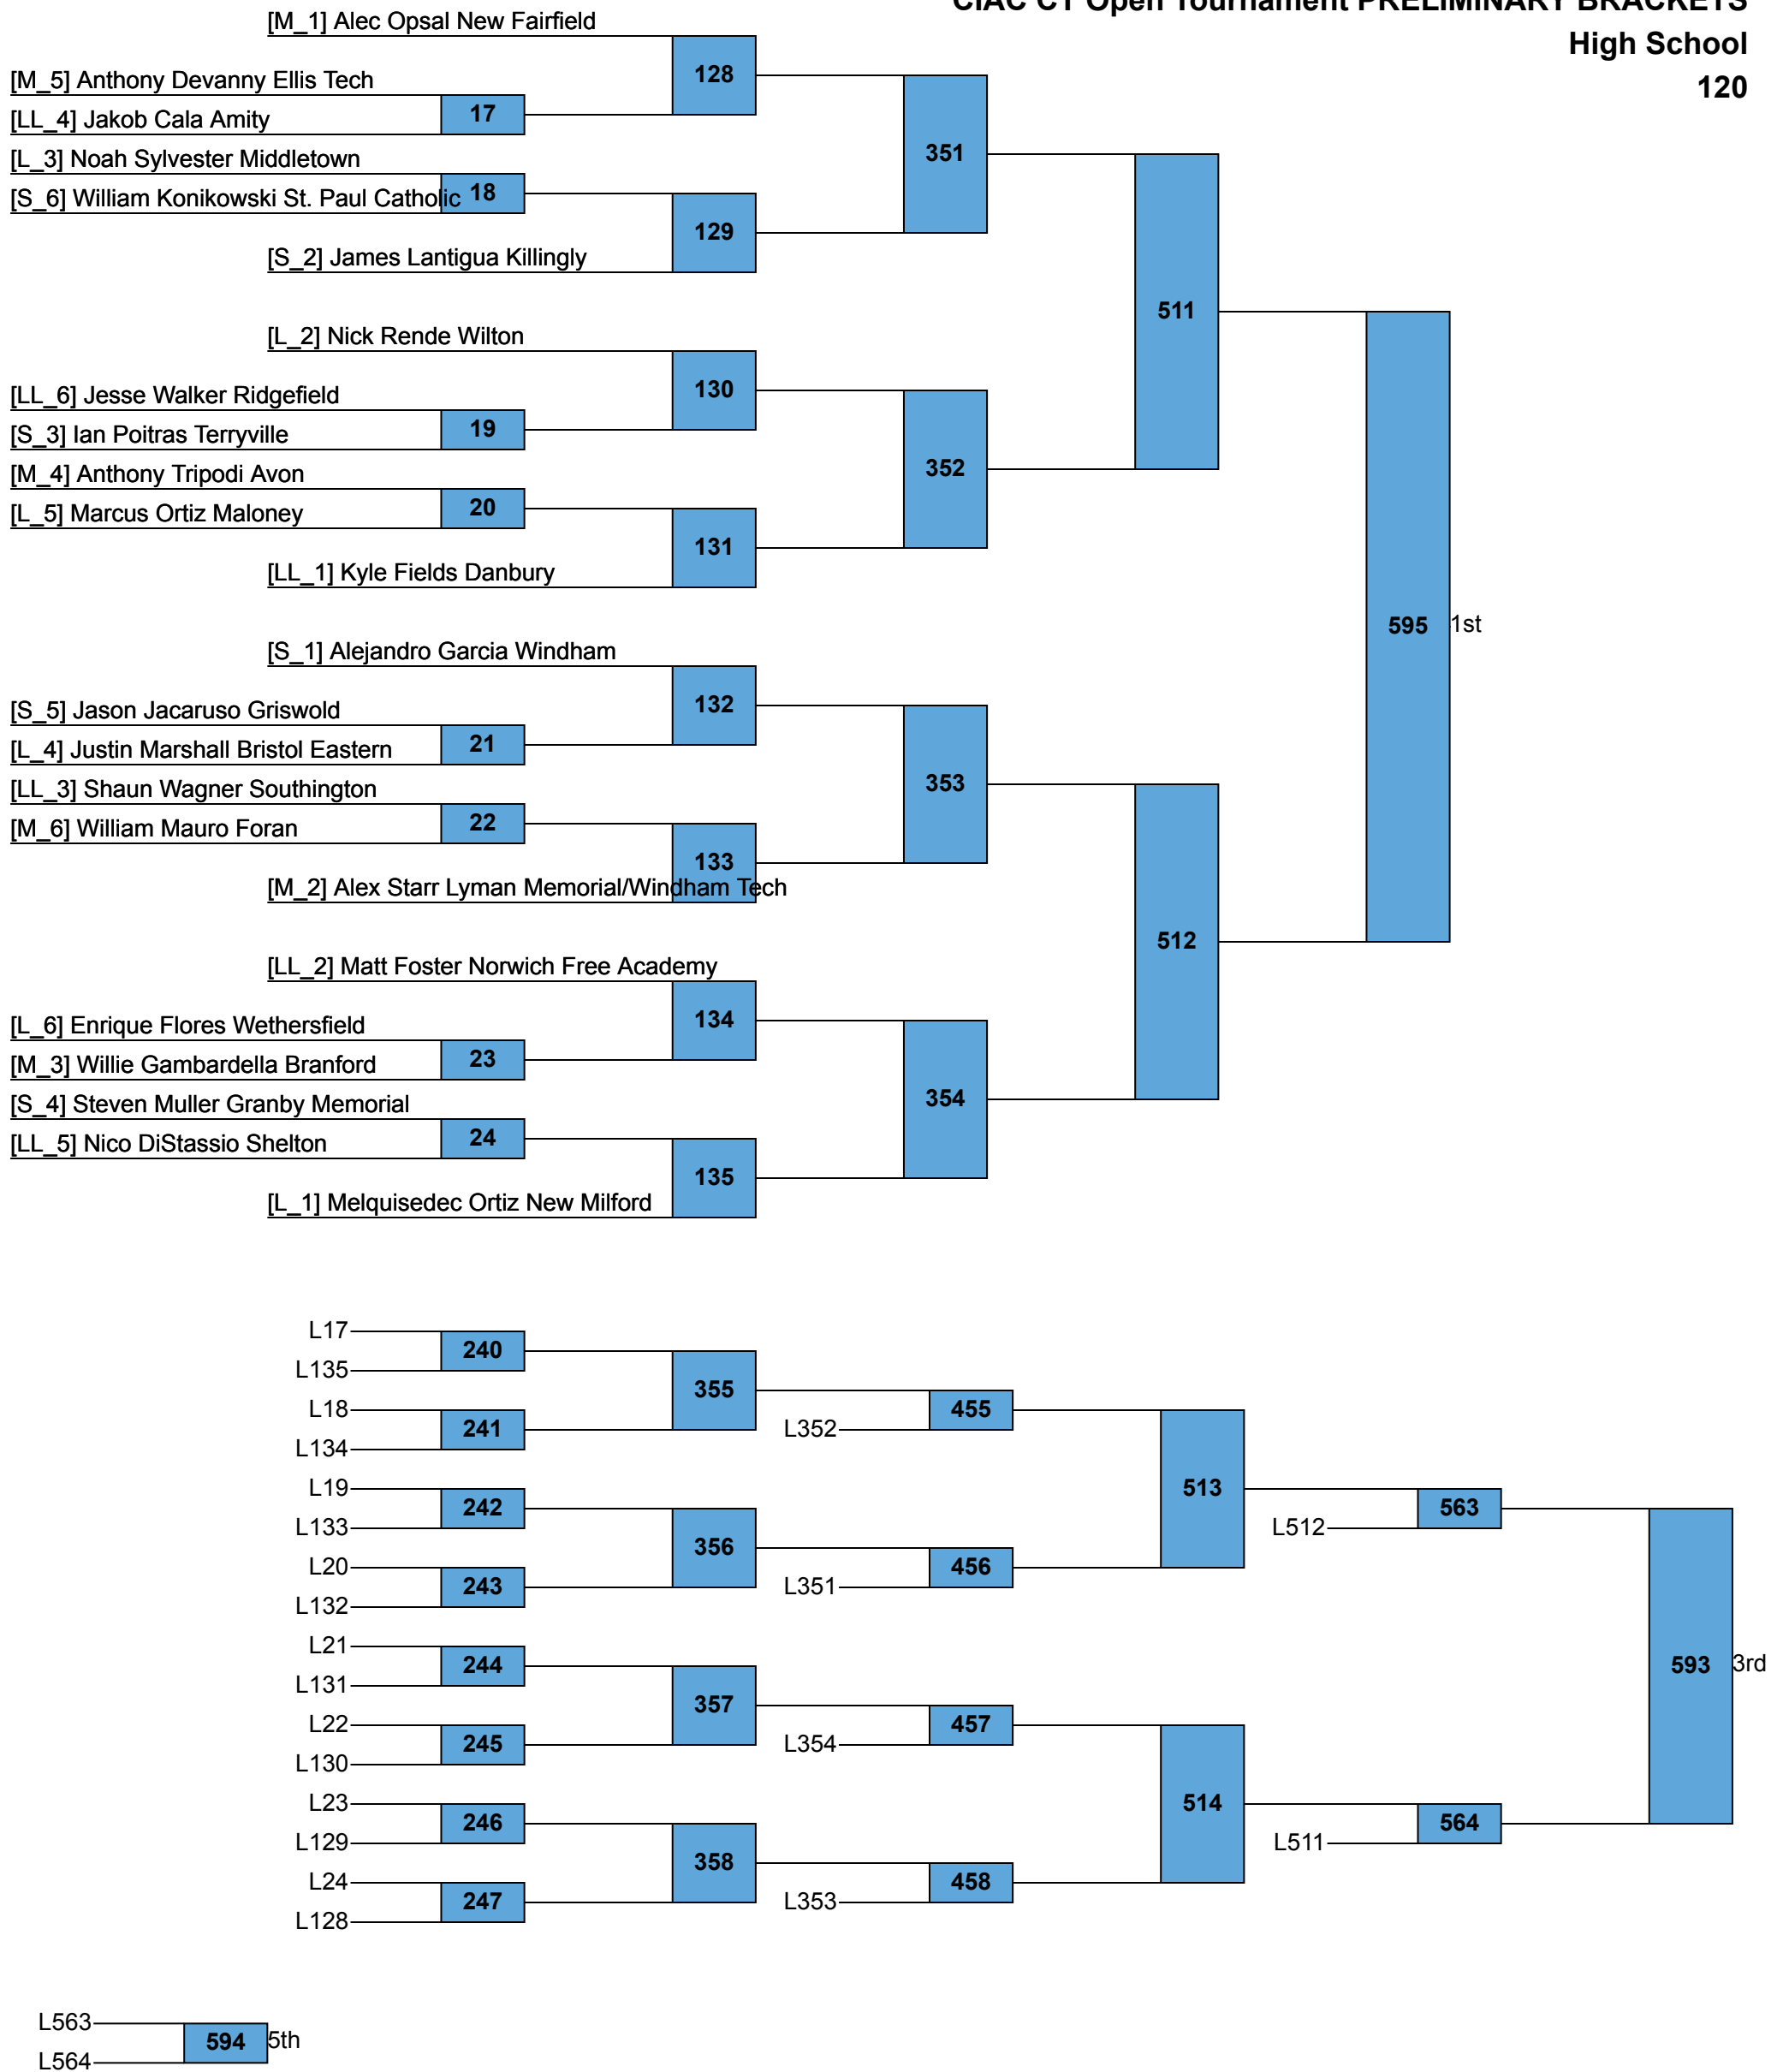 CIAC CT Open Tournament PRELIMINARY BRACKETS
High School
120
[M_1] Alec Opsal New Fairfield
128
[M_5] Anthony Devanny Ellis Tech
17
[LL_4] Jakob Cala Amity
351
[L_3] Noah Sylvester Middletown
18
[S_6] William Konikowski St. Paul Catholic
129
[S_2] James Lantigua Killingly
511
[L_2] Nick Rende Wilton
130
[LL_6] Jesse Walker Ridgefield
19
[S_3] Ian Poitras Terryville
352
[M_4] Anthony Tripodi Avon
20
[L_5] Marcus Ortiz Maloney
131
[LL_1] Kyle Fields Danbury
595 1st
[S_1] Alejandro Garcia Windham
132
[S_5] Jason Jacaruso Griswold
21
[L_4] Justin Marshall Bristol Eastern
353
[LL_3] Shaun Wagner Southington
22
[M_6] William Mauro Foran
133
[M_2] Alex Starr Lyman Memorial/Windham Tech
512
[LL_2] Matt Foster Norwich Free Academy
134
[L_6] Enrique Flores Wethersfield
23
[M_3] Willie Gambardella Branford
354
[S_4] Steven Muller Granby Memorial
24
[LL_5] Nico DiStassio Shelton
135
[L_1] Melquisedec Ortiz New Milford
L17
240
L135
355
L18
455
241
L352
L134
513
L19
563
242
L512
L133
356
L20
456
243
L351
L132
L21
244
593 3rd
L131
357
L22
457
245
L354
L130
514
L23
564
246
L511
L129
358
L24
458
247
L353
L128
L563
594 5th
L564